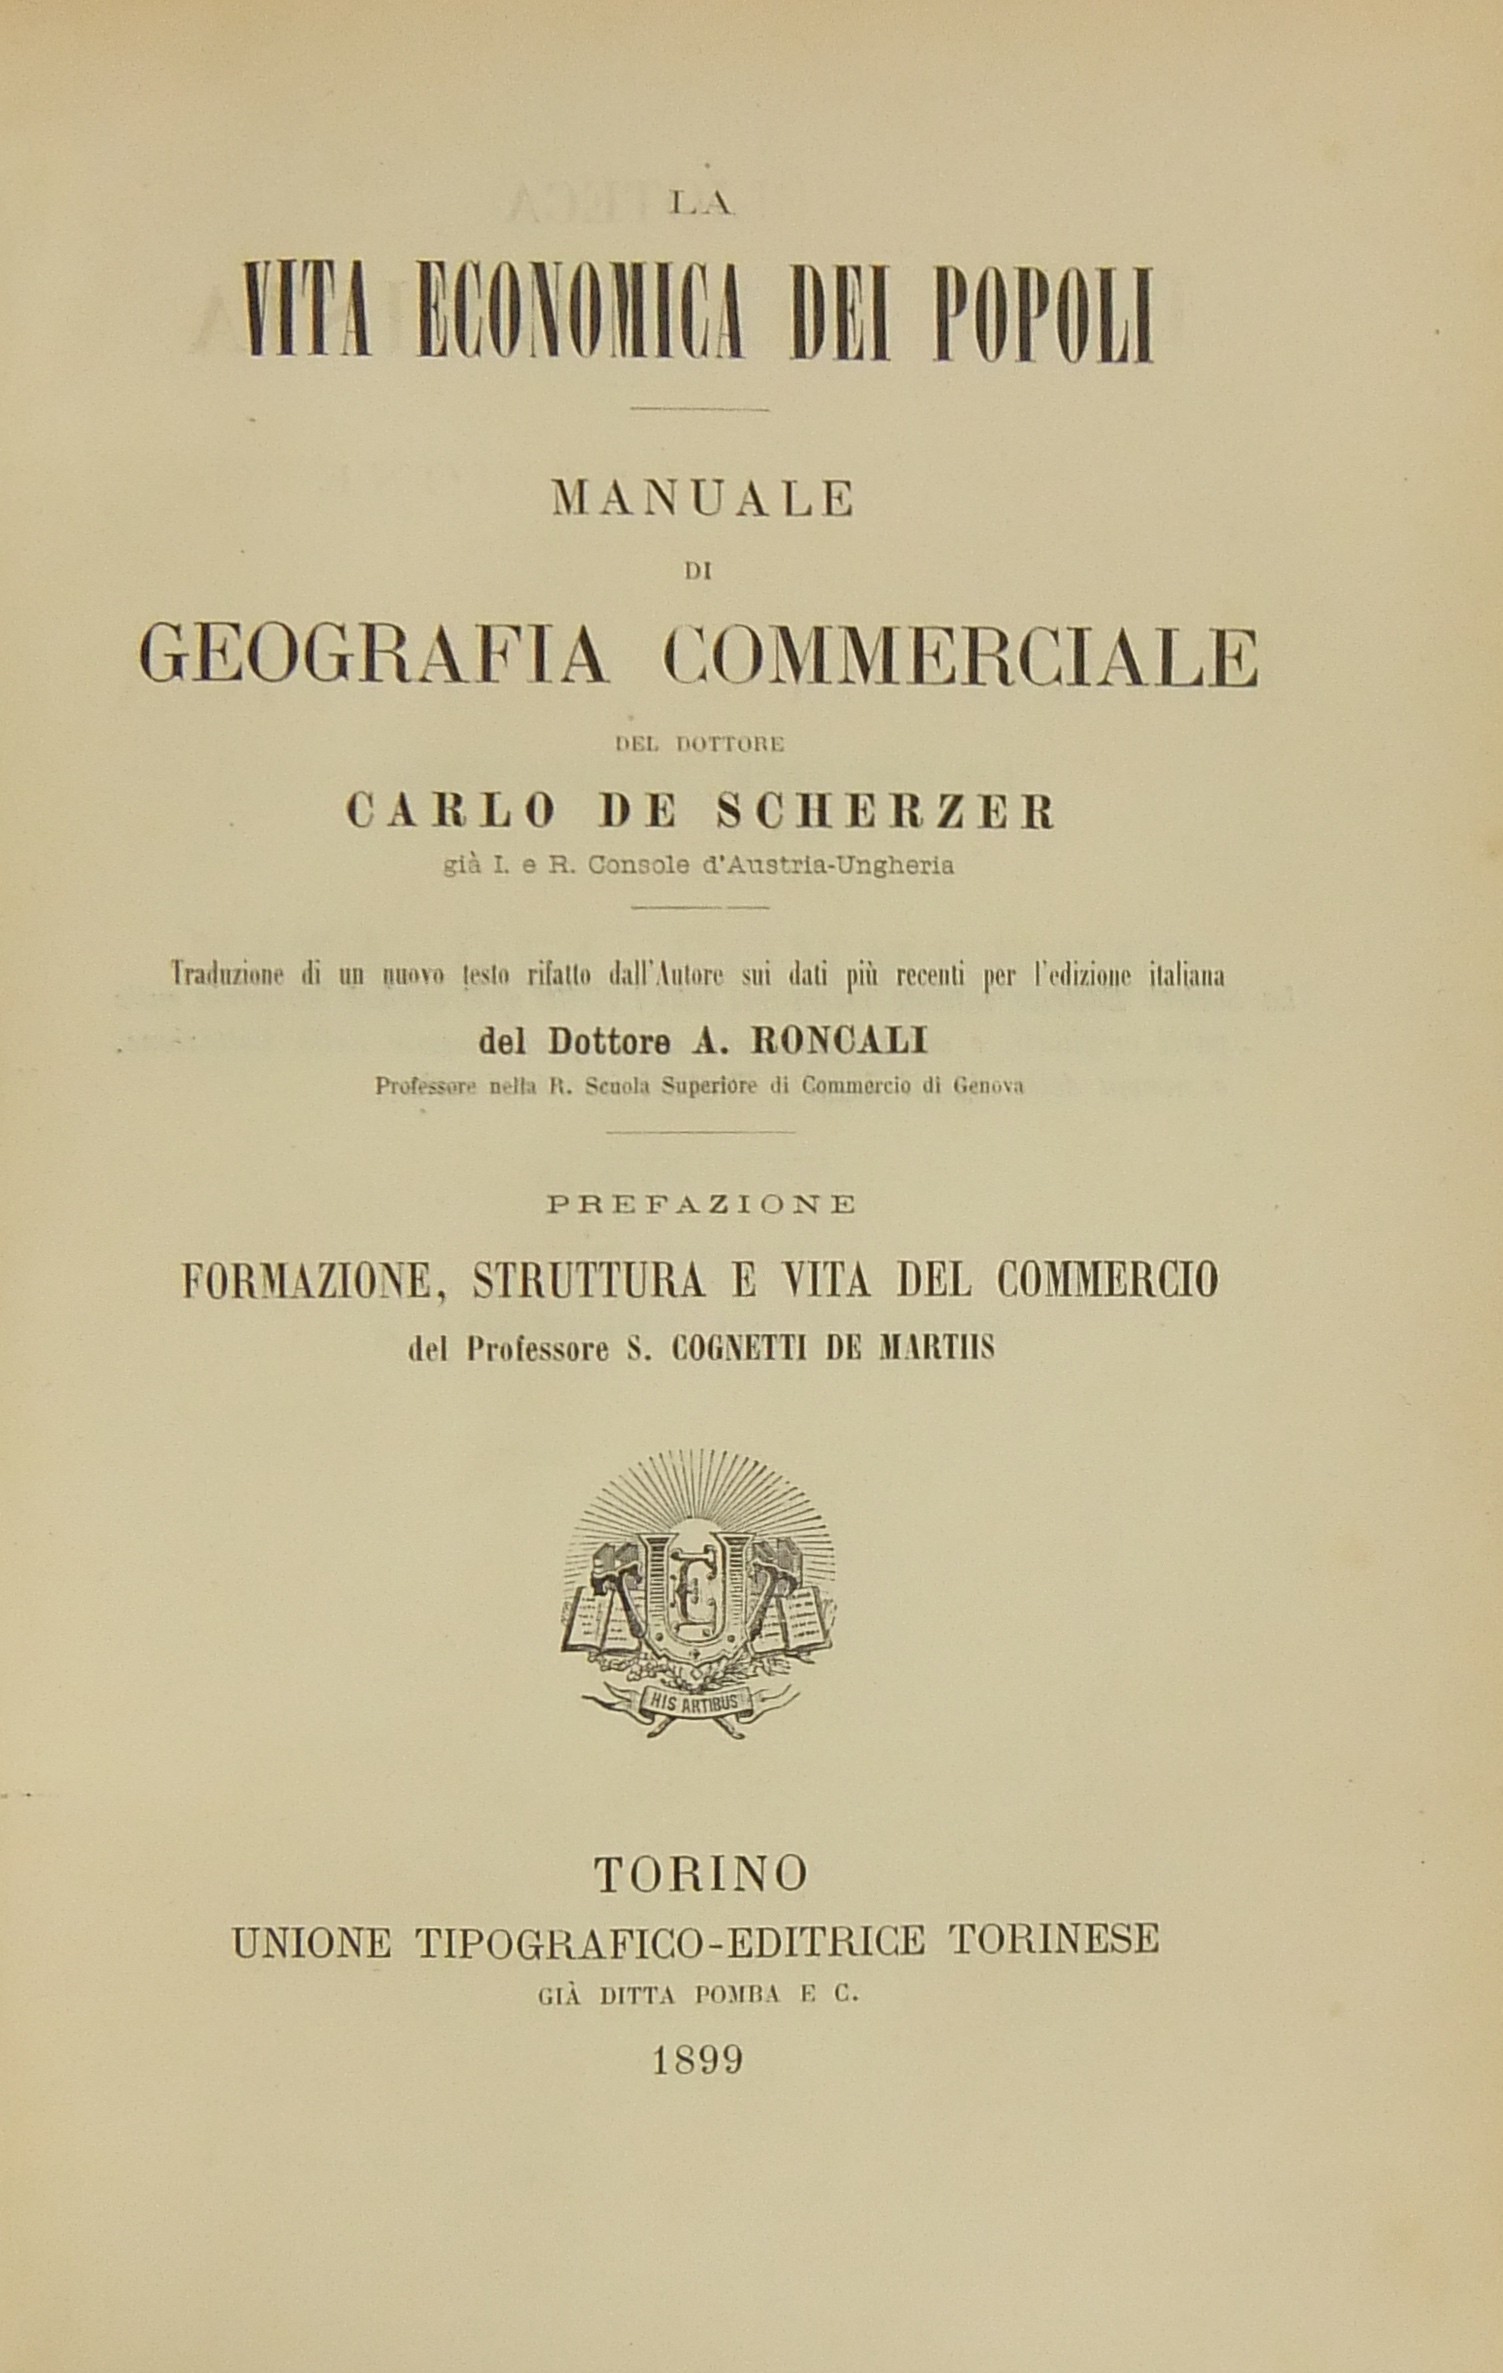 LA
VITA ECONOMICA DEI POPOLI
MANUALE
DI
GEOGRAFIA COMMERCIALE
DEL DOTTORE
CARLO DE SCHERZER
già I. e R. Console d'Austria-Ungheria
Traduzione di un nuovo testo rifatto dall'Autore sui dati più recenti per l'edizione italiana
del Dottore A. RONCALI
Professore nella R. Scuola Superiore di Commercio di Genova
PREFAZIONE
FORMAZIONE, STRUTTURA E VITA DEL COMMERCIO
del Professore S. COGNETTI DE MARTIIS
HIS ARTIBUS
TORINO
UNIONE TIPOGRAFICO-EDITRICE TORINESE
GIÀ DITTA POMBA E C.
1899